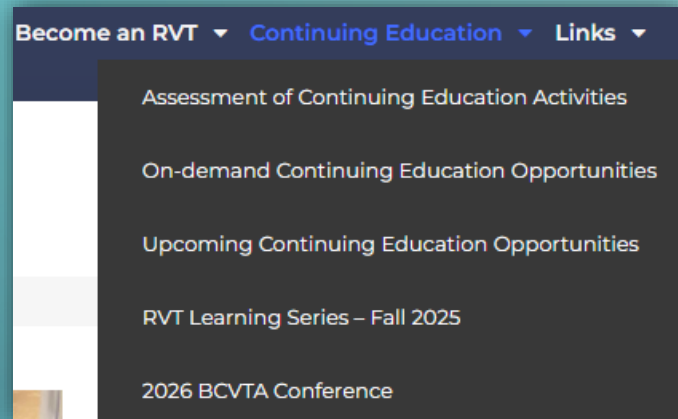 Become an RVT Continuing Education Links
Assessment of Continuing Education Activities
On-demand Continuing Education Opportunities
Upcoming Continuing Education Opportunities
RVT Learning Series – Fall 2025
2026 BCVTA Conference